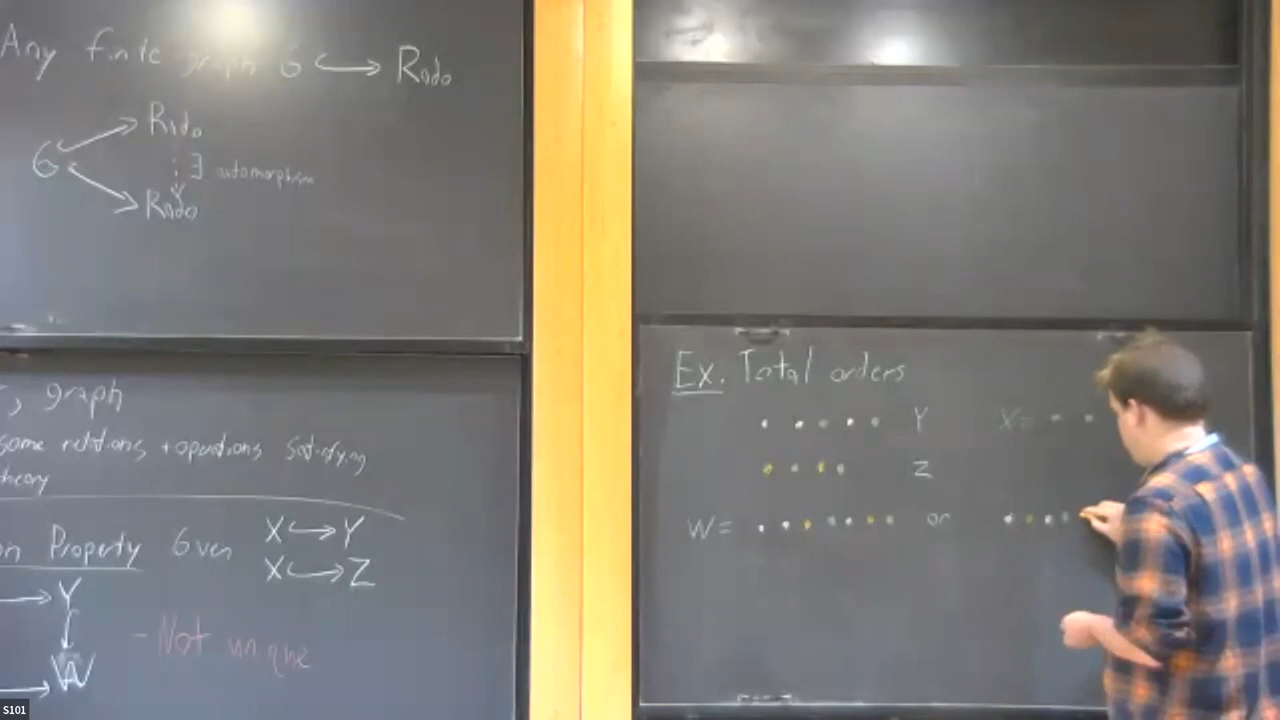 Any finite graph G ↪ Rado
Rado
G ∃ automorphism
Rado
, graph
some relations + operations satisfying
theory
on Property Given X ↪ Y
X ↪ Z
Y
W
- Not unique
Ex. Total orders
Y X =
Z
W = or
S101